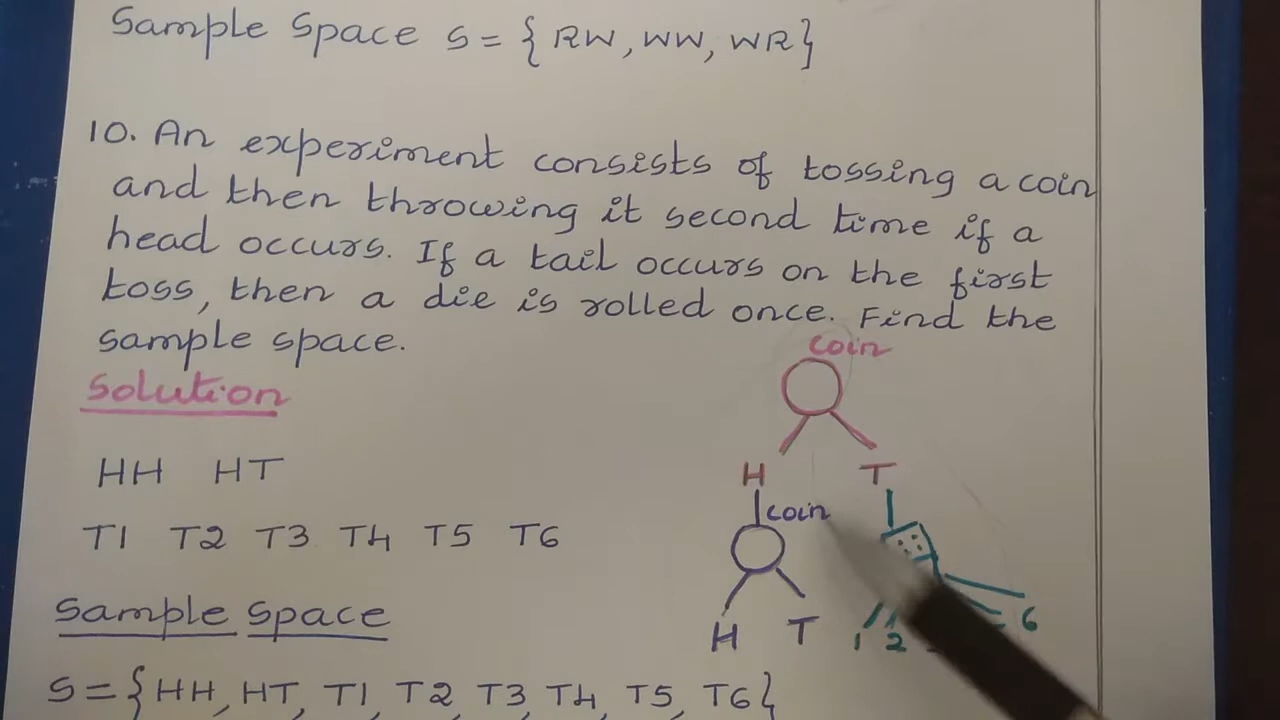 Sample Space S = { RW, WW, WR}
10. An experiment consists of tossing a coin
and then throwing it second time if a
head occurs. If a tail occurs on the first
toss, then a die is rolled once. Find the
sample space.
coin
Solution
H T
HH HT
coin
T1 T2 T3 T4 T5 T6
H T 1 2 6
Sample Space
S = {HH, HT, T1, T2, T3, T4, T5, T6}